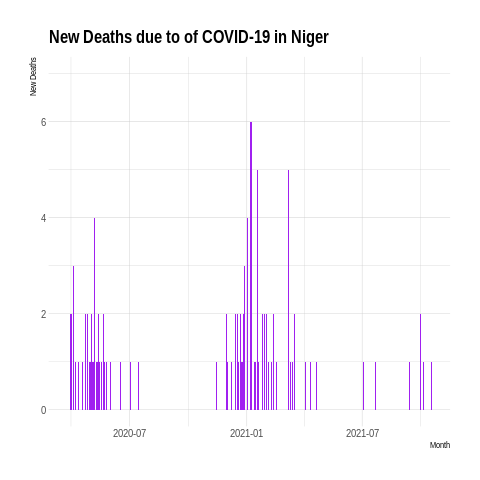 New Deaths due to of COVID-19 in Niger
New Deaths
6
4
2
0
2020-07 2021-01 2021-07
Month